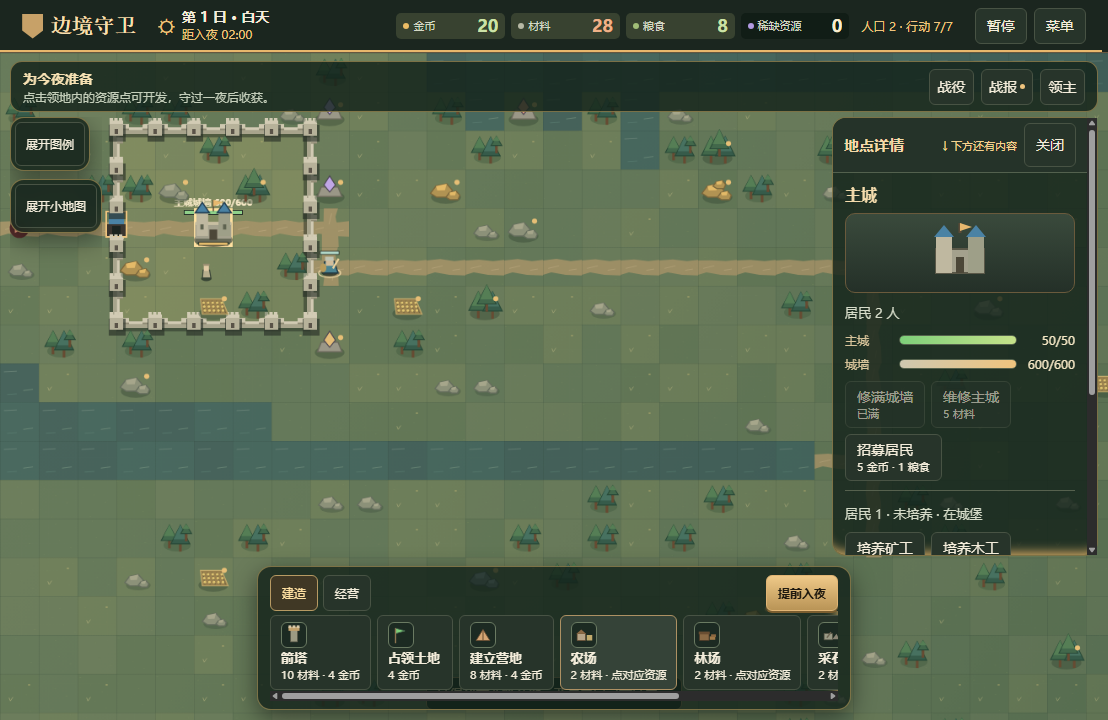 边境守卫
第 1 日 • 白天
距入夜 02:00
金币 20
材料 28
粮食 8
稀缺资源 0
人口 2 · 行动 7/7
暂停
菜单
为今夜准备
点击领地内的资源点可开发，守过一夜后收获。
战役
战报
领主
展开图例
展开小地图
地点详情
↓下方还有内容
关闭
主城
居民 2 人
主城 50/50
城墙 600/600
修满城墙
已满
维修主城
5 材料
招募居民
5 金币 · 1 粮食
居民 1 · 未培养 · 在城堡
培养矿工
培养木工
建造
经营
提前入夜
箭塔
10 材料 · 4 金币
占领土地
4 金币
建立营地
8 材料 · 4 金币
农场
2 材料 · 点对应资源
林场
2 材料 · 点对应资源
2 材